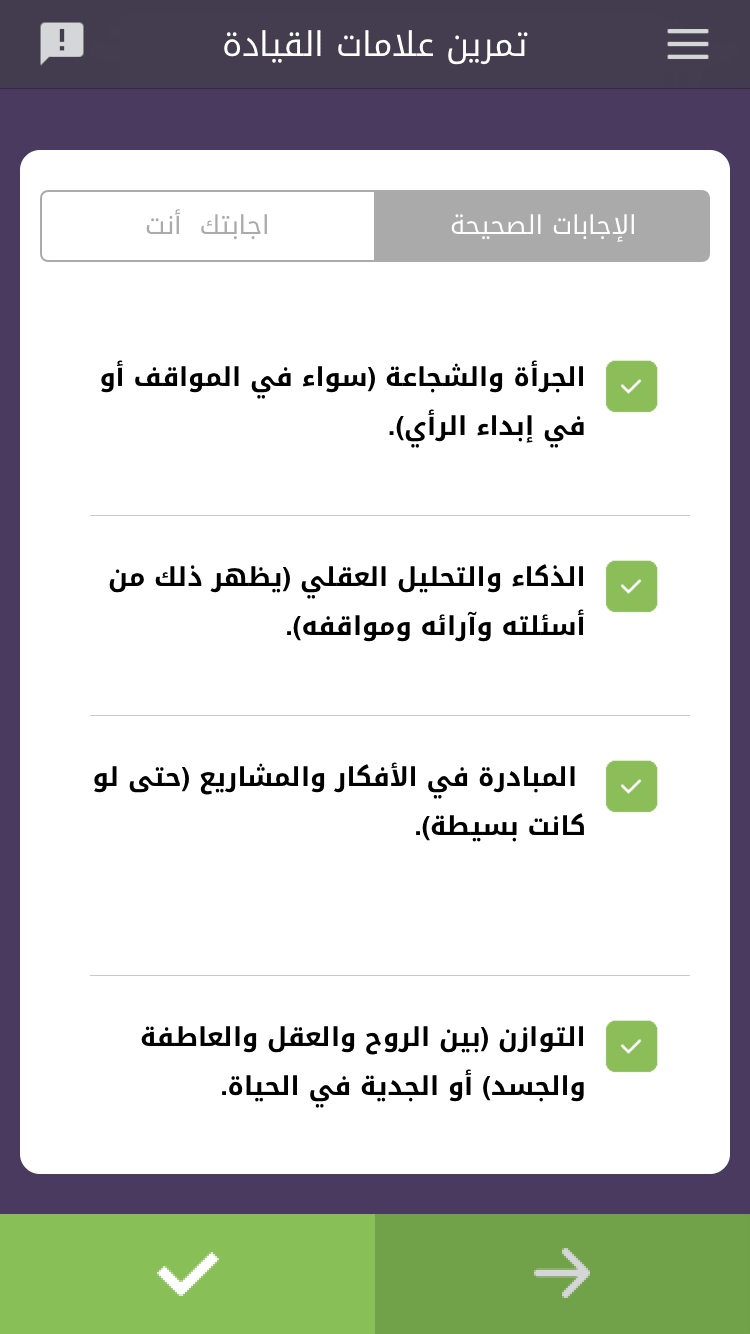 تمرين علامات القيادة
الإجابات الصحيحة
اجابتك أنت
الجرأة والشجاعة (سواء في المواقف أو
في إبداء الرأي).
الذكاء والتحليل العقلي (يظهر ذلك من
أسئلته وآرائه ومواقفه).
المبادرة في الأفكار والمشاريع (حتى لو
كانت بسيطة).
التوازن (بين الروح والعقل والعاطفة
والجسد) أو الجدية في الحياة.